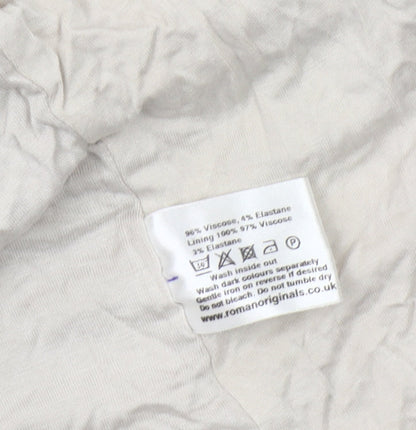 96% Viscose, 4% Elastane
Lining 100% 97% Viscose
3% Elastane
30 P
Wash inside out
Wash dark colours separately
Gentle iron on reverse if desired
Do not bleach. Do not tumble dry
www.romanoriginals.co.uk